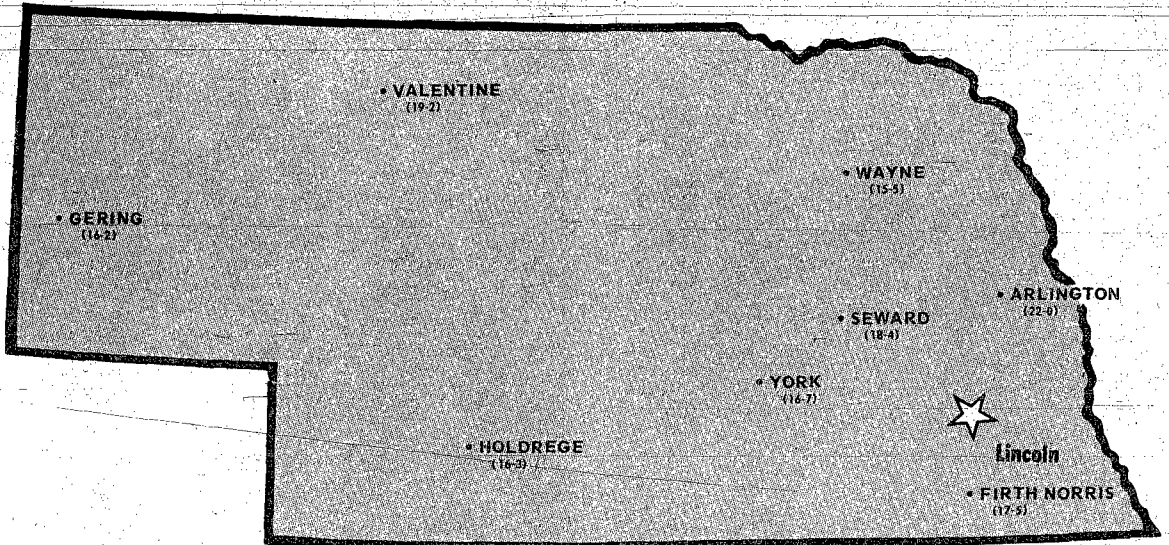 VALENTINE
(19-2)
WAYNE
(15-5)
GERING
(16-2)
ARLINGTON
(22-0)
SEWARD
(18-4)
YORK
(16-7)
Lincoln
HOLDREGE
(16-3)
FIRTH NORRIS
(17-5)